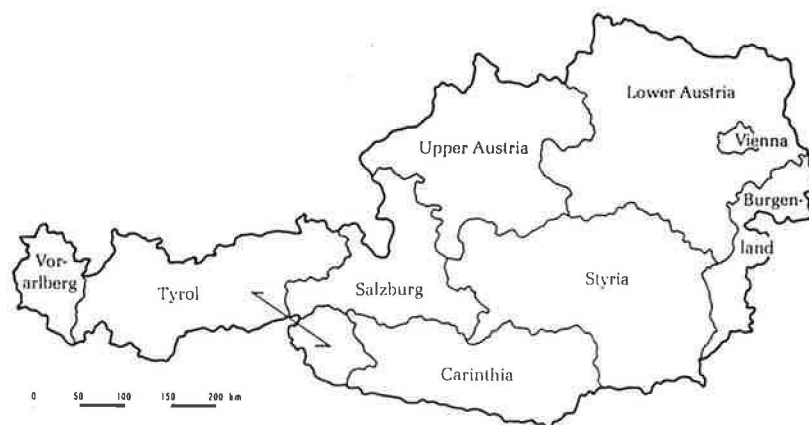 Lower Austria
Vienna
Upper Austria
Burgen-
land
Vor-
arlberg
Tyrol
Salzburg
Styria
Carinthia
0 50 100 150 200 km